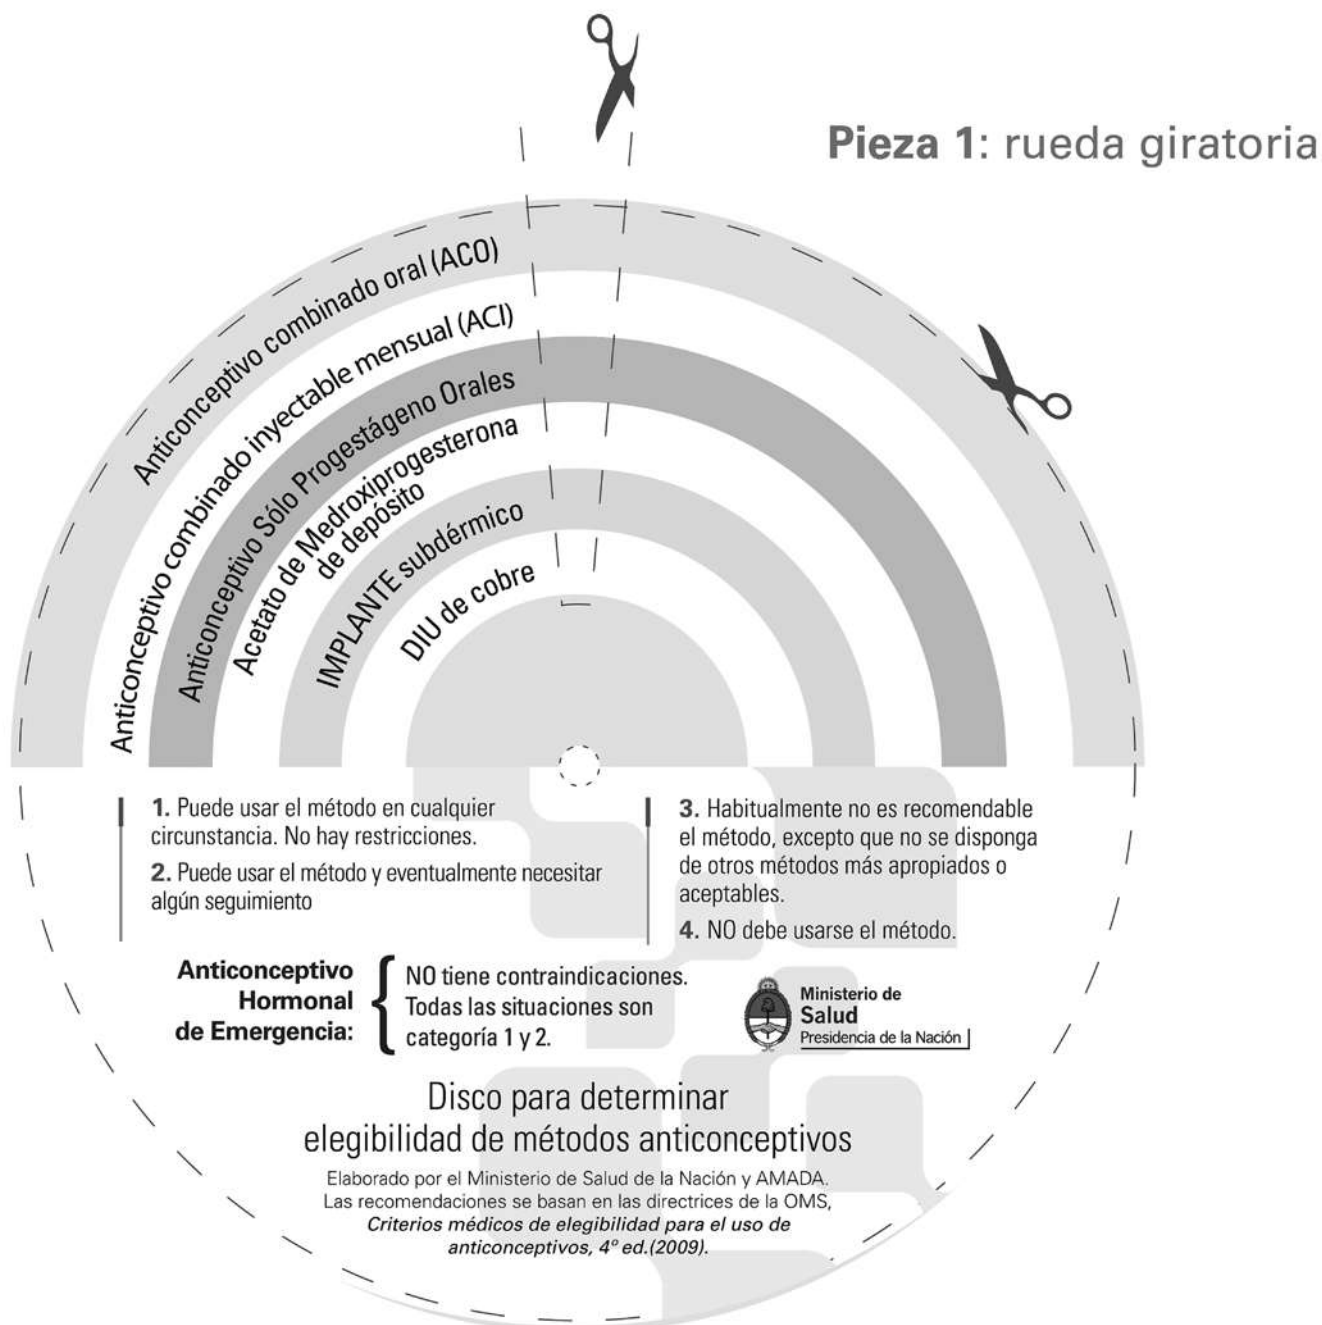 Pieza 1: rueda giratoria
Anticonceptivo combinado oral (ACO)
Anticonceptivo combinado inyectable mensual (ACI)
Anticonceptivo Sólo Progestágeno Orales
Acetato de Medroxiprogesterona
de depósito
IMPLANTE subdérmico
DIU de cobre
1. Puede usar el método en cualquier
circunstancia. No hay restricciones.
2. Puede usar el método y eventualmente necesitar
algún seguimiento
3. Habitualmente no es recomendable
el método, excepto que no se disponga
de otros métodos más apropiados o
aceptables.
4. NO debe usarse el método.
Anticonceptivo
Hormonal
de Emergencia:
NO tiene contraindicaciones.
Todas las situaciones son
categoría 1 y 2.
Ministerio de
Salud
Presidencia de la Nación
Disco para determinar
elegibilidad de métodos anticonceptivos
Elaborado por el Ministerio de Salud de la Nación y AMADA.
Las recomendaciones se basan en las directrices de la OMS,
Criterios médicos de elegibilidad para el uso de
anticonceptivos, 4º ed.(2009).